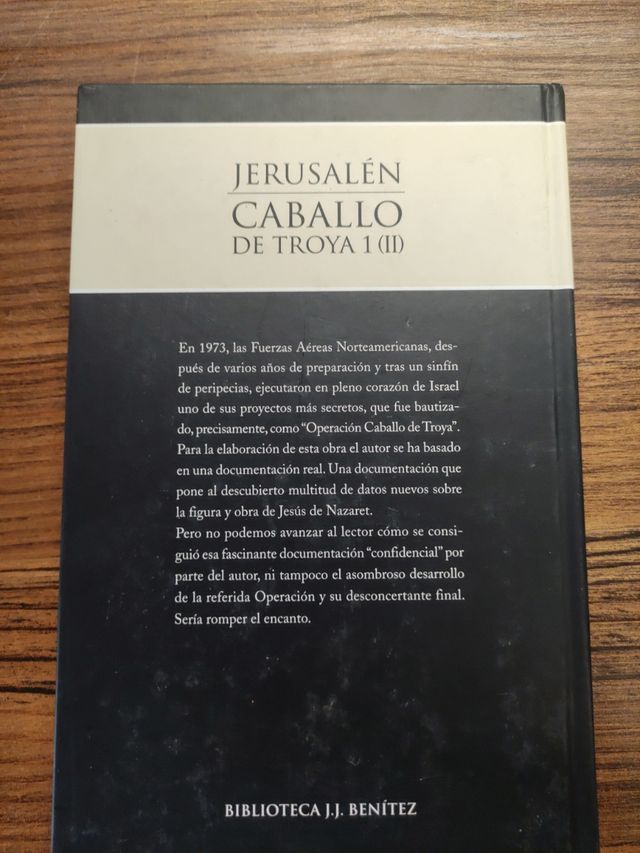 JERUSALÉN
CABALLO
DE TROYA 1 (II)
En 1973, las Fuerzas Aéreas Norteamericanas, des-
pués de varios años de preparación y tras un sinfín
de peripecias, ejecutaron en pleno corazón de Israel
uno de sus proyectos más secretos, que fue bautiza-
do, precisamente, como “Operación Caballo de Troya”.
Para la elaboración de esta obra el autor se ha basado
en una documentación real. Una documentación que
pone al descubierto multitud de datos nuevos sobre
la figura y obra de Jesús de Nazaret.
Pero no podemos avanzar al lector cómo se consi-
guió esa fascinante documentación “confidencial” por
parte del autor, ni tampoco el asombroso desarrollo
de la referida Operación y su desconcertante final.
Sería romper el encanto.
BIBLIOTECA J.J. BENÍTEZ